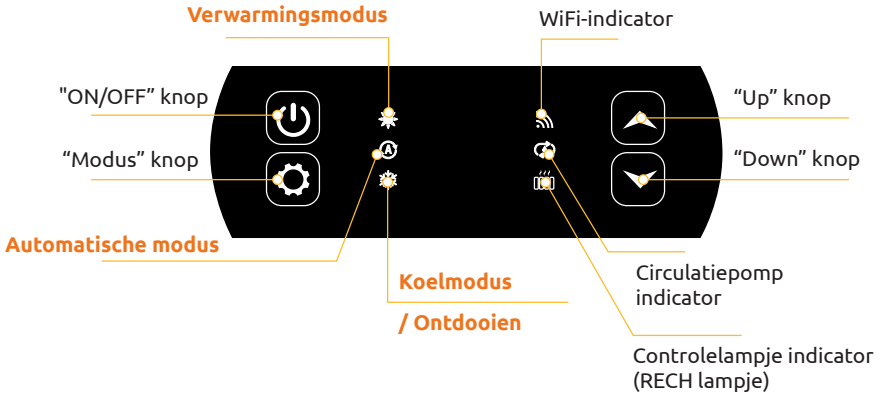 Verwarmingsmodus
WiFi-indicator
"ON/OFF” knop
“Up” knop
“Modus” knop
“Down” knop
A
Automatische modus
Koelmodus
/ Ontdooien
Circulatiepomp
indicator
Controlelampje indicator
(RECH lampje)